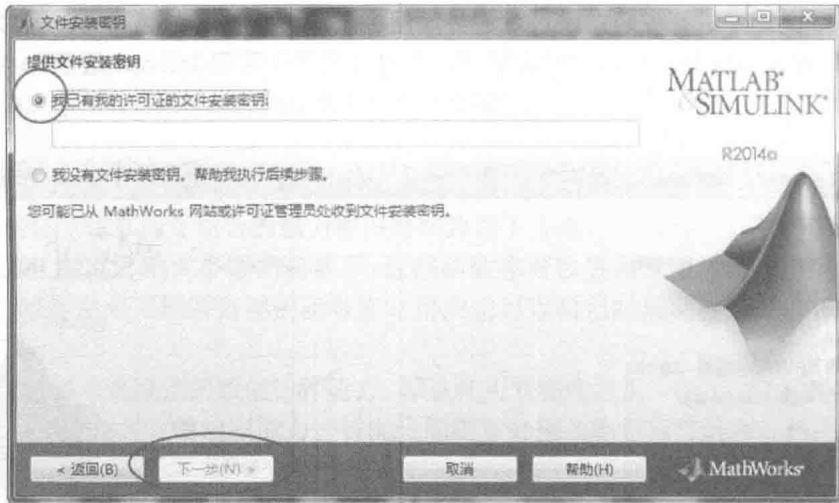 文件安装密钥
提供文件安装密钥
我已有我的许可证的文件安装密钥:
我没有文件安装密钥。帮助我执行后续步骤。
您可能已从 MathWorks 网站或许可证管理员处收到文件安装密钥。
MATLAB®
&SIMULINK®
R2014a
< 返回(B)
下一步(N) >
取消
帮助(H)
MathWorks®